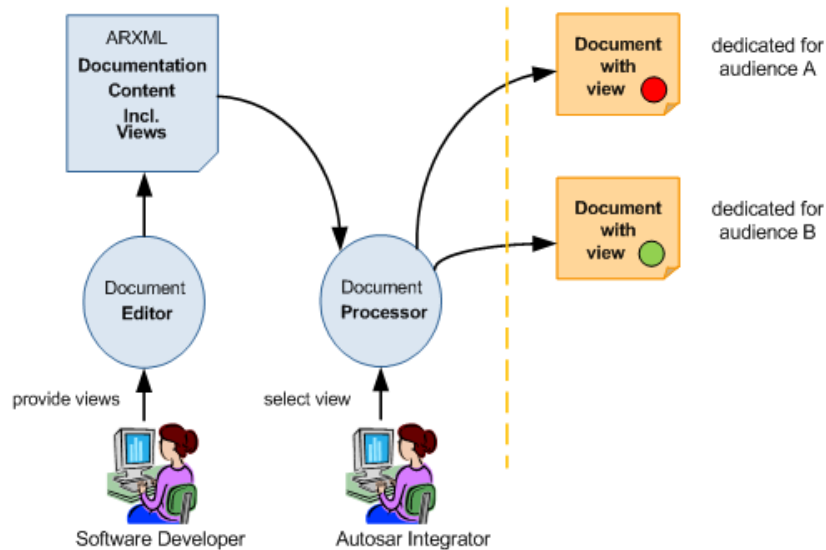 ARXML
Documentation
Content
Incl.
Views
Document
with
view
dedicated for
audience A
Document
with
view
dedicated for
audience B
Document
Editor
Document
Processor
provide views
select view
Software Developer
Autosar Integrator